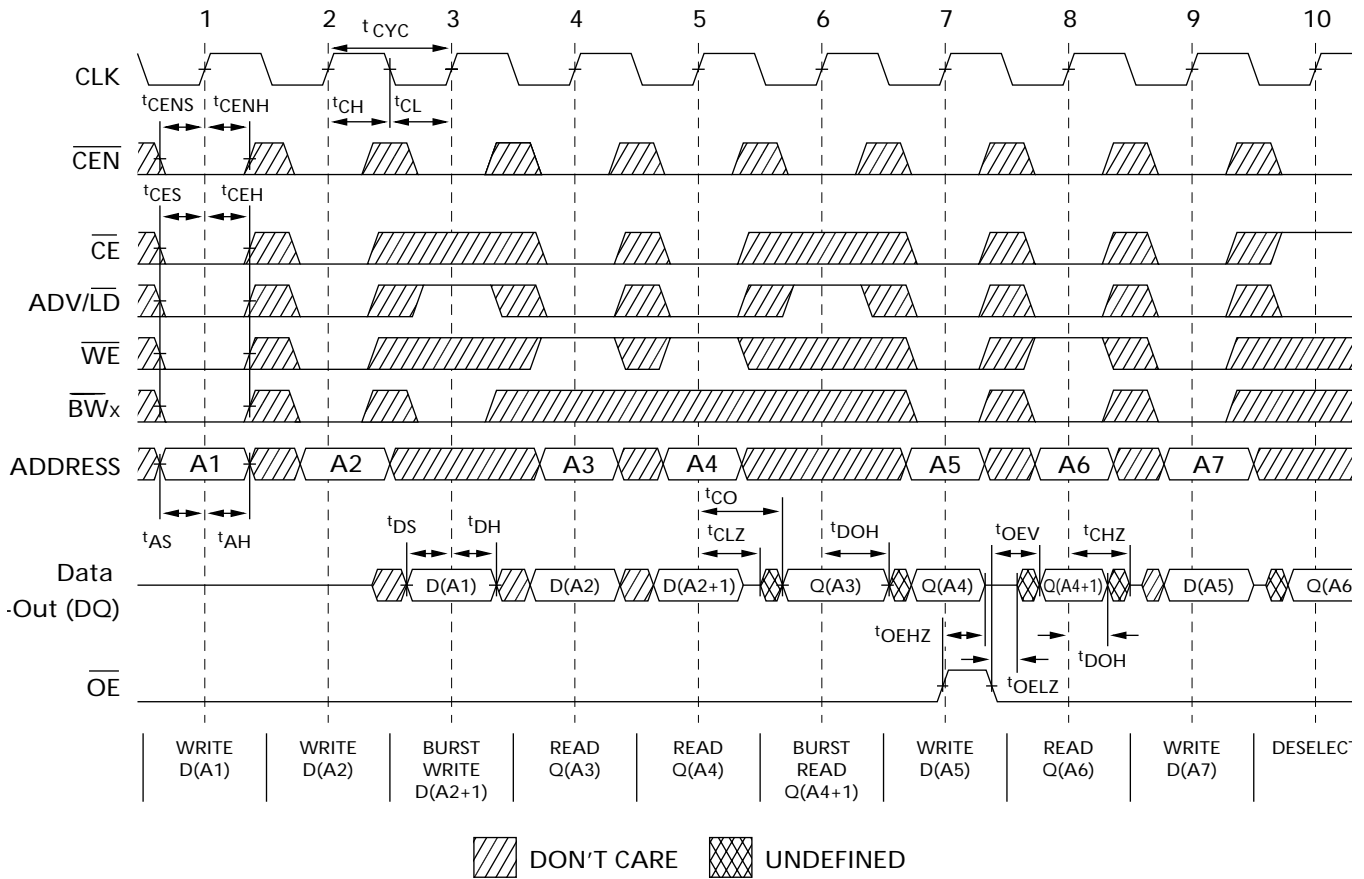 1 2 3 4 5 6 7 8 9 10
tCYC
CLK
tCENS tCENH tCH tCL
CEN
tCES tCEH
CE
ADV/LD
WE
BWx
ADDRESS A1 A2 A3 A4 A5 A6 A7
tCO
tAS tAH tDS tDH tCLZ tDOH tOEV tCHZ
Data
-Out (DQ)
D(A1) D(A2) D(A2+1) Q(A3) Q(A4) Q(A4+1) D(A5) Q(A6
tOEHZ tDOH
tOELZ
OE
WRITE
D(A1)
WRITE
D(A2)
BURST
WRITE
D(A2+1)
READ
Q(A3)
READ
Q(A4)
BURST
READ
Q(A4+1)
WRITE
D(A5)
READ
Q(A6)
WRITE
D(A7)
DESELECT
DON'T CARE
UNDEFINED